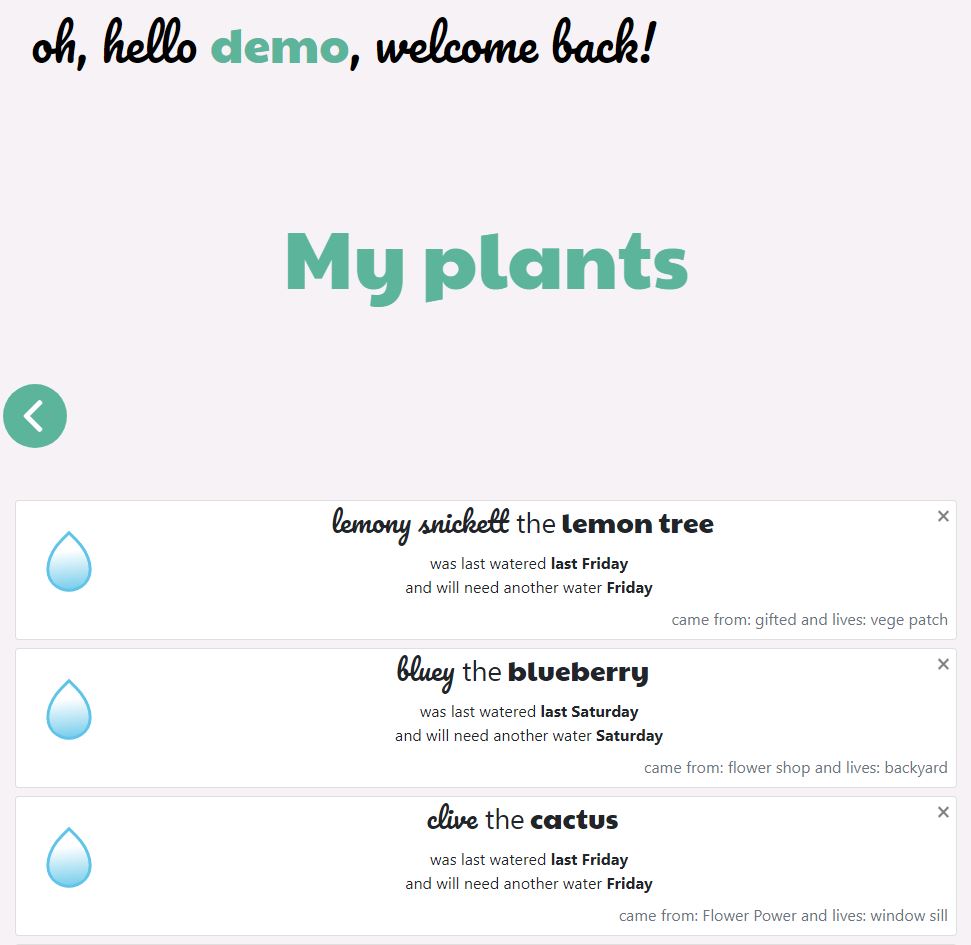 oh, hello demo, welcome back!
My plants
lemony snickett the lemon tree
was last watered last Friday
and will need another water Friday
came from: gifted and lives: vege patch
bluey the blueberry
was last watered last Saturday
and will need another water Saturday
came from: flower shop and lives: backyard
clive the cactus
was last watered last Friday
and will need another water Friday
came from: Flower Power and lives: window sill